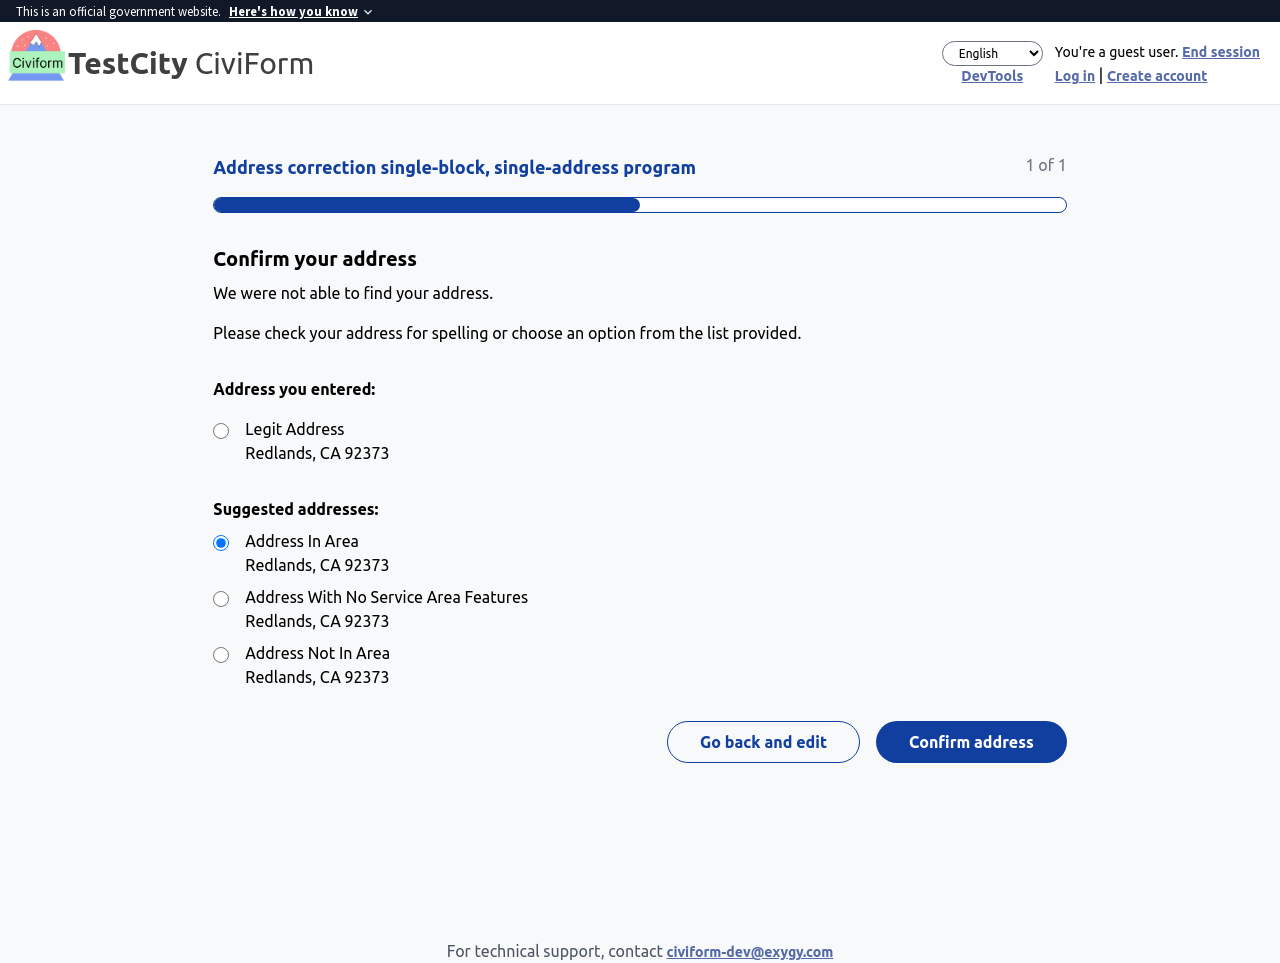 This is an official government website. Here's how you know
Civiform TestCity CiviForm
English
You're a guest user. End session
DevTools
Log in | Create account
Address correction single-block, single-address program
1 of 1
Confirm your address
We were not able to find your address.
Please check your address for spelling or choose an option from the list provided.
Address you entered:
Legit Address
Redlands, CA 92373
Suggested addresses:
Address In Area
Redlands, CA 92373
Address With No Service Area Features
Redlands, CA 92373
Address Not In Area
Redlands, CA 92373
Go back and edit
Confirm address
For technical support, contact civiform-dev@exygy.com